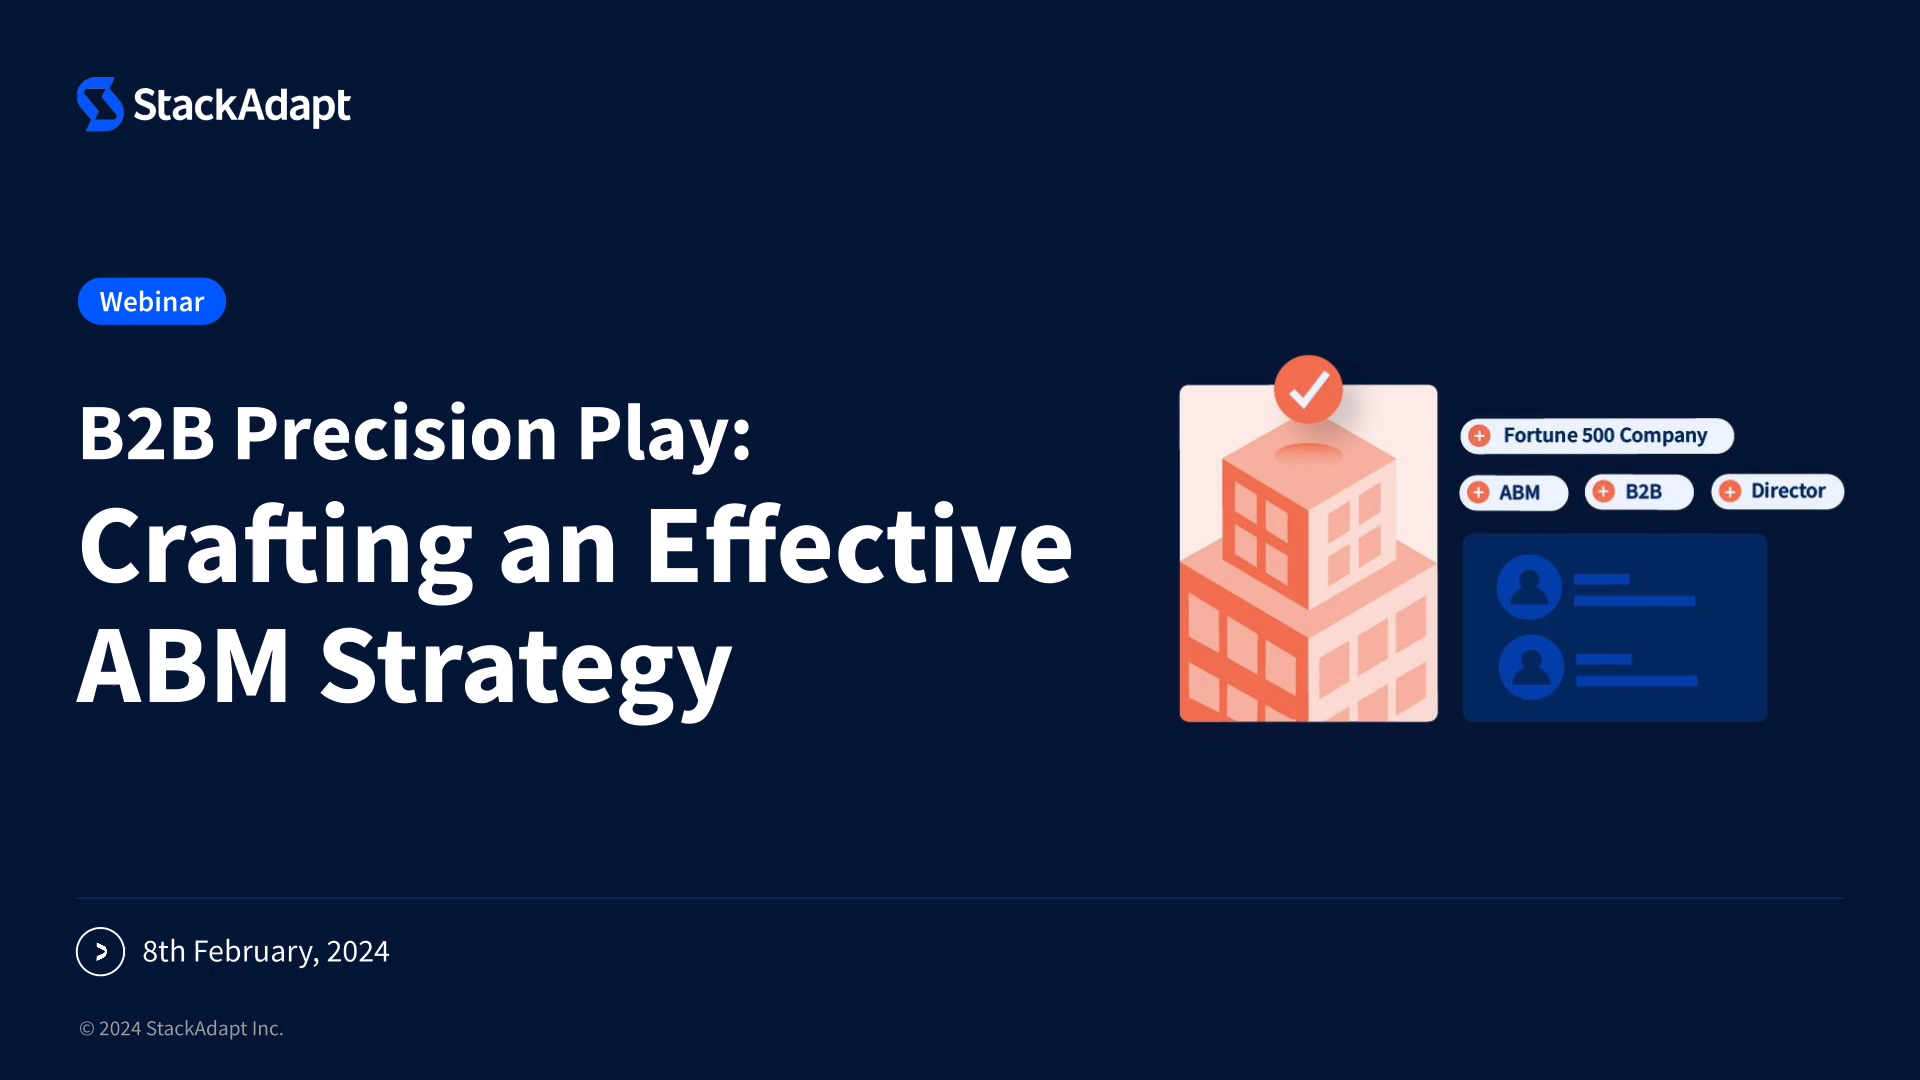 StackAdapt
Webinar
B2B Precision Play:
Crafting an Effective
ABM Strategy
Fortune 500 Company
ABM
B2B
Director
8th February, 2024
© 2024 StackAdapt Inc.